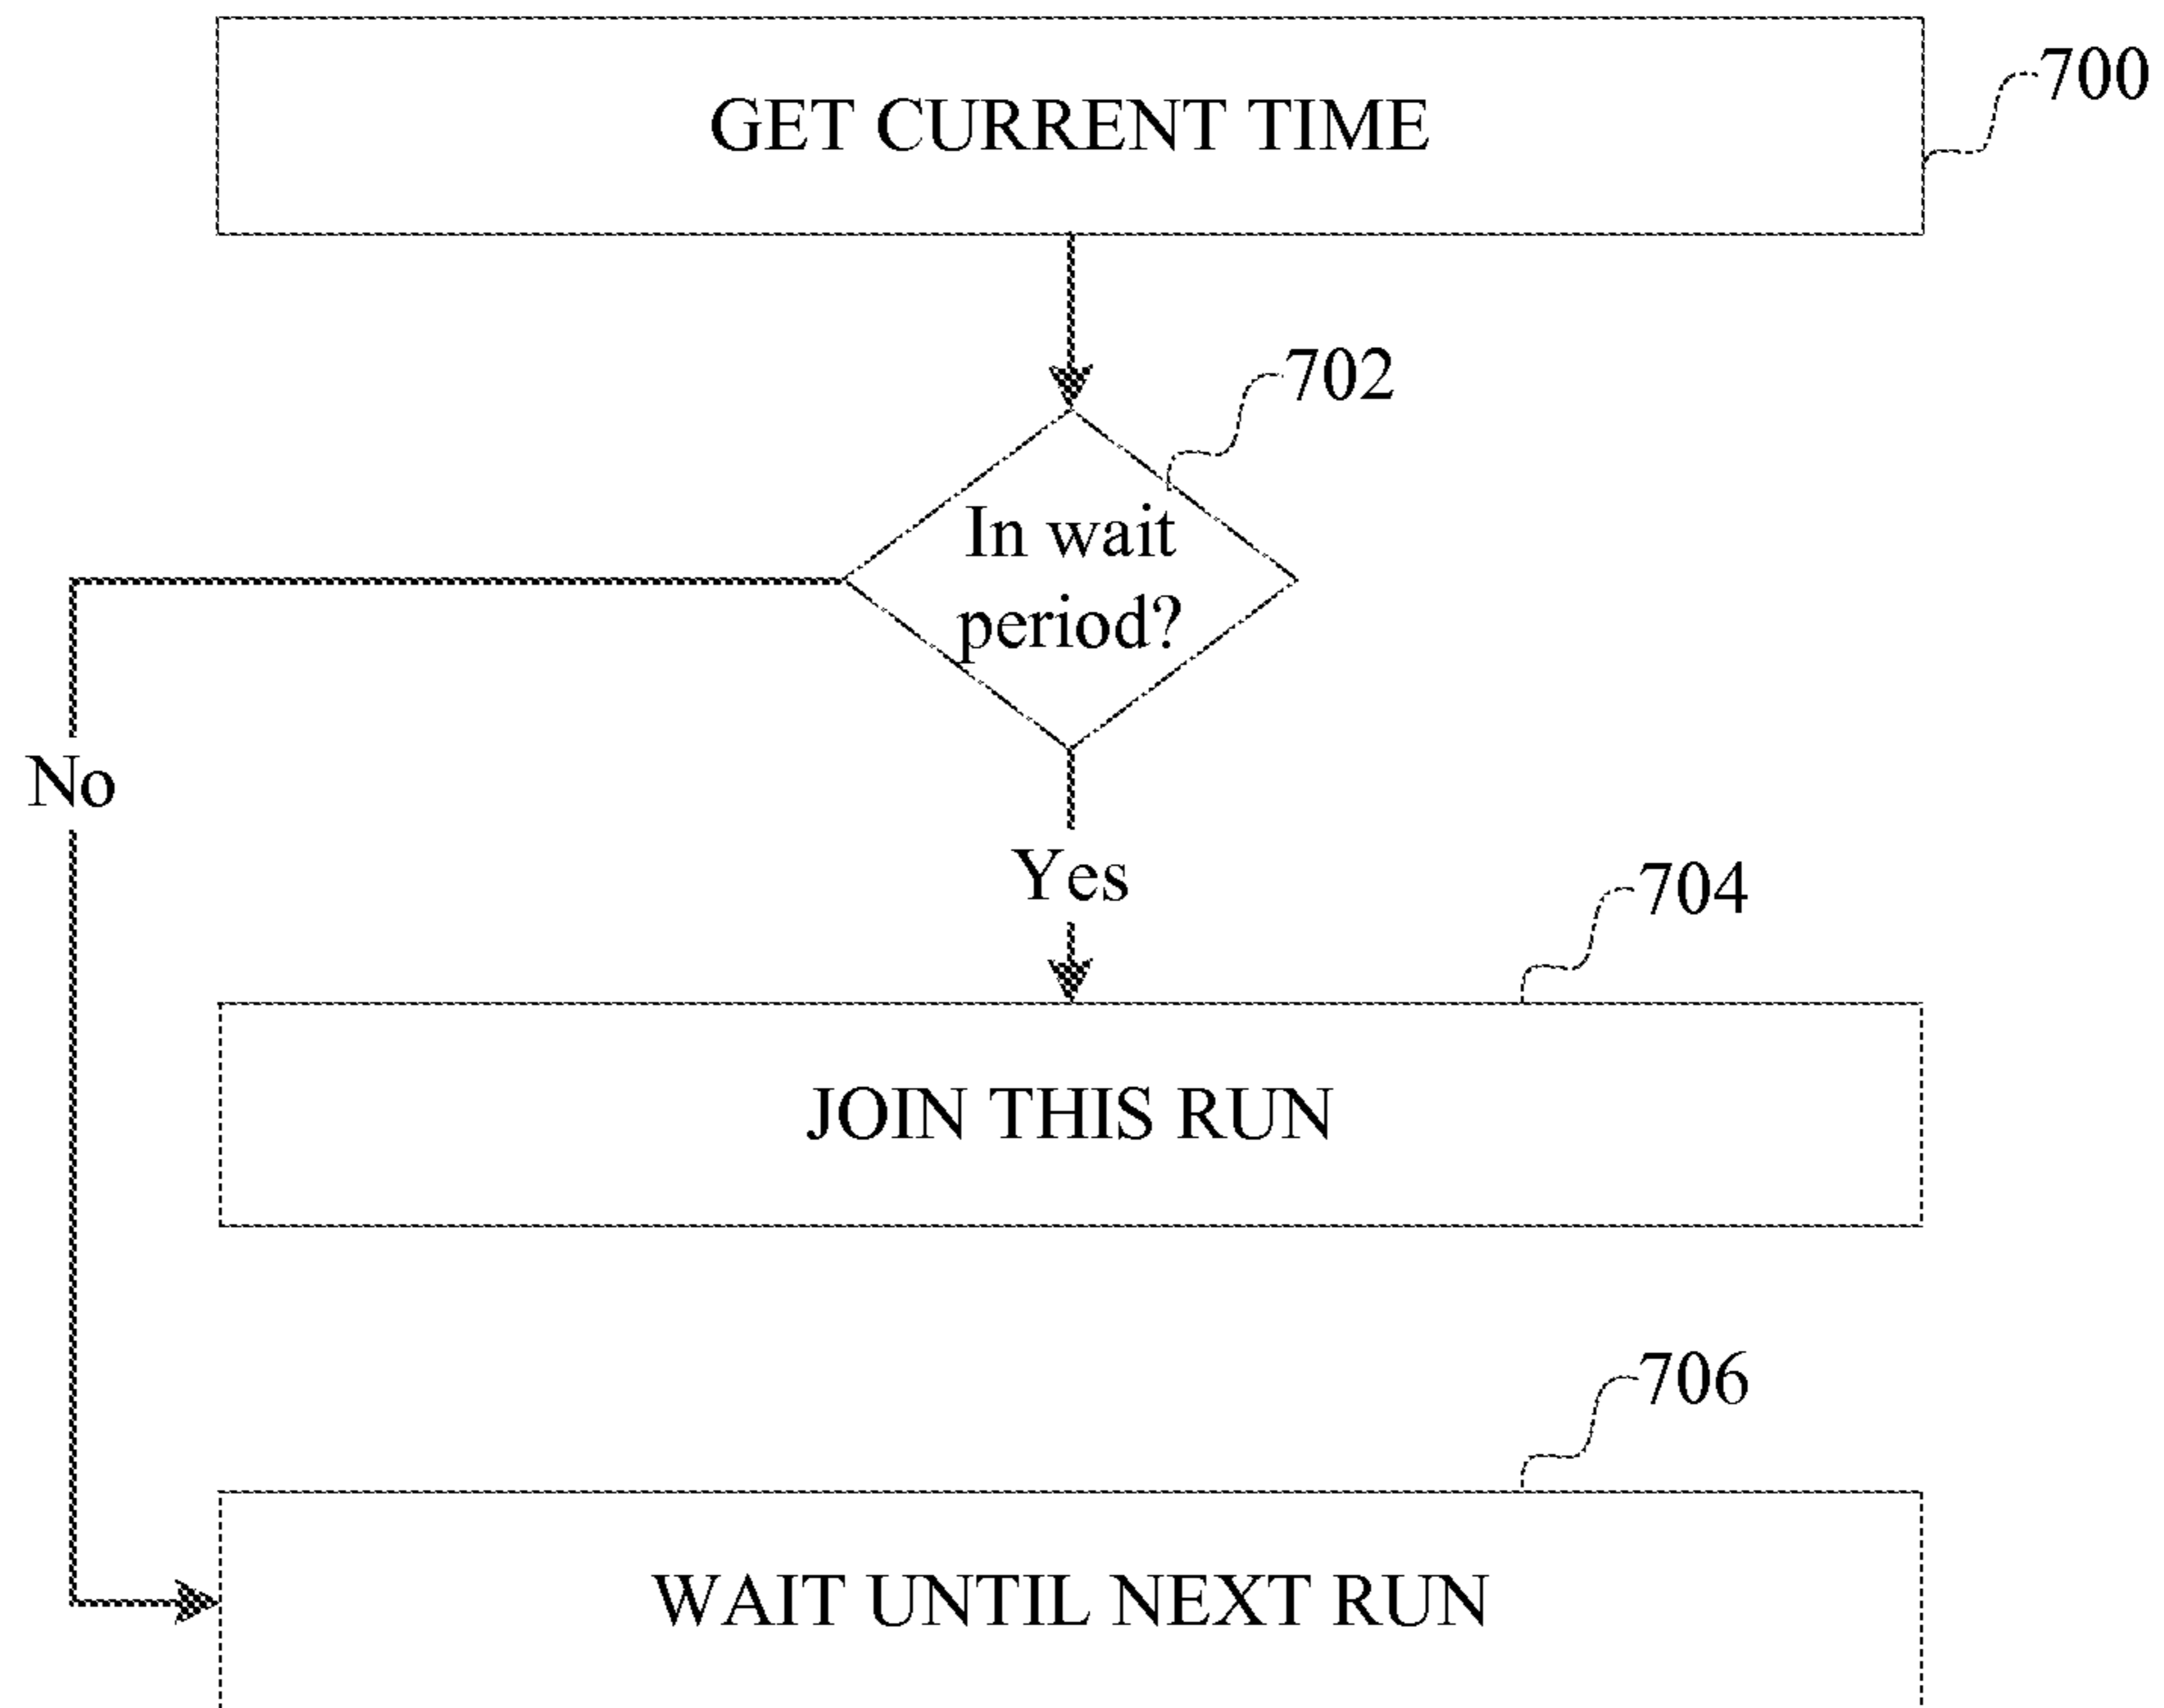 GET CURRENT TIME
700
702
In wait
period?
No
Yes
704
JOIN THIS RUN
706
WAIT UNTIL NEXT RUN